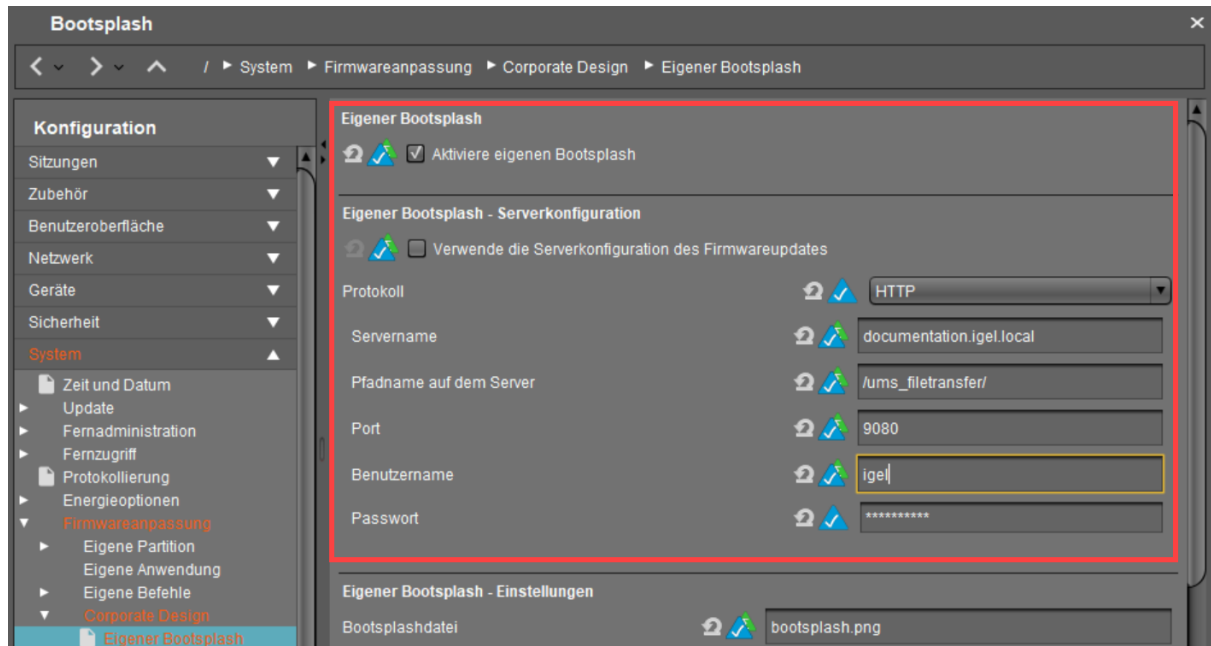 Bootsplash
/ System Firmwareanpassung Corporate Design Eigener Bootsplash
Konfiguration
Sitzungen
Zubehör
Benutzeroberfläche
Netzwerk
Geräte
Sicherheit
System
Zeit und Datum
Update
Fernadministration
Fernzugriff
Protokollierung
Energieoptionen
Firmwareanpassung
Eigene Partition
Eigene Anwendung
Eigene Befehle
Corporate Design
Eigener Bootsplash
Eigener Bootsplash
Aktiviere eigenen Bootsplash
Eigener Bootsplash - Serverkonfiguration
Verwende die Serverkonfiguration des Firmwareupdates
Protokoll HTTP
Servername documentation.igel.local
Pfadname auf dem Server /ums_filetransfer/
Port 9080
Benutzername igel
Passwort **********
Eigener Bootsplash - Einstellungen
Bootsplashdatei bootsplash.png